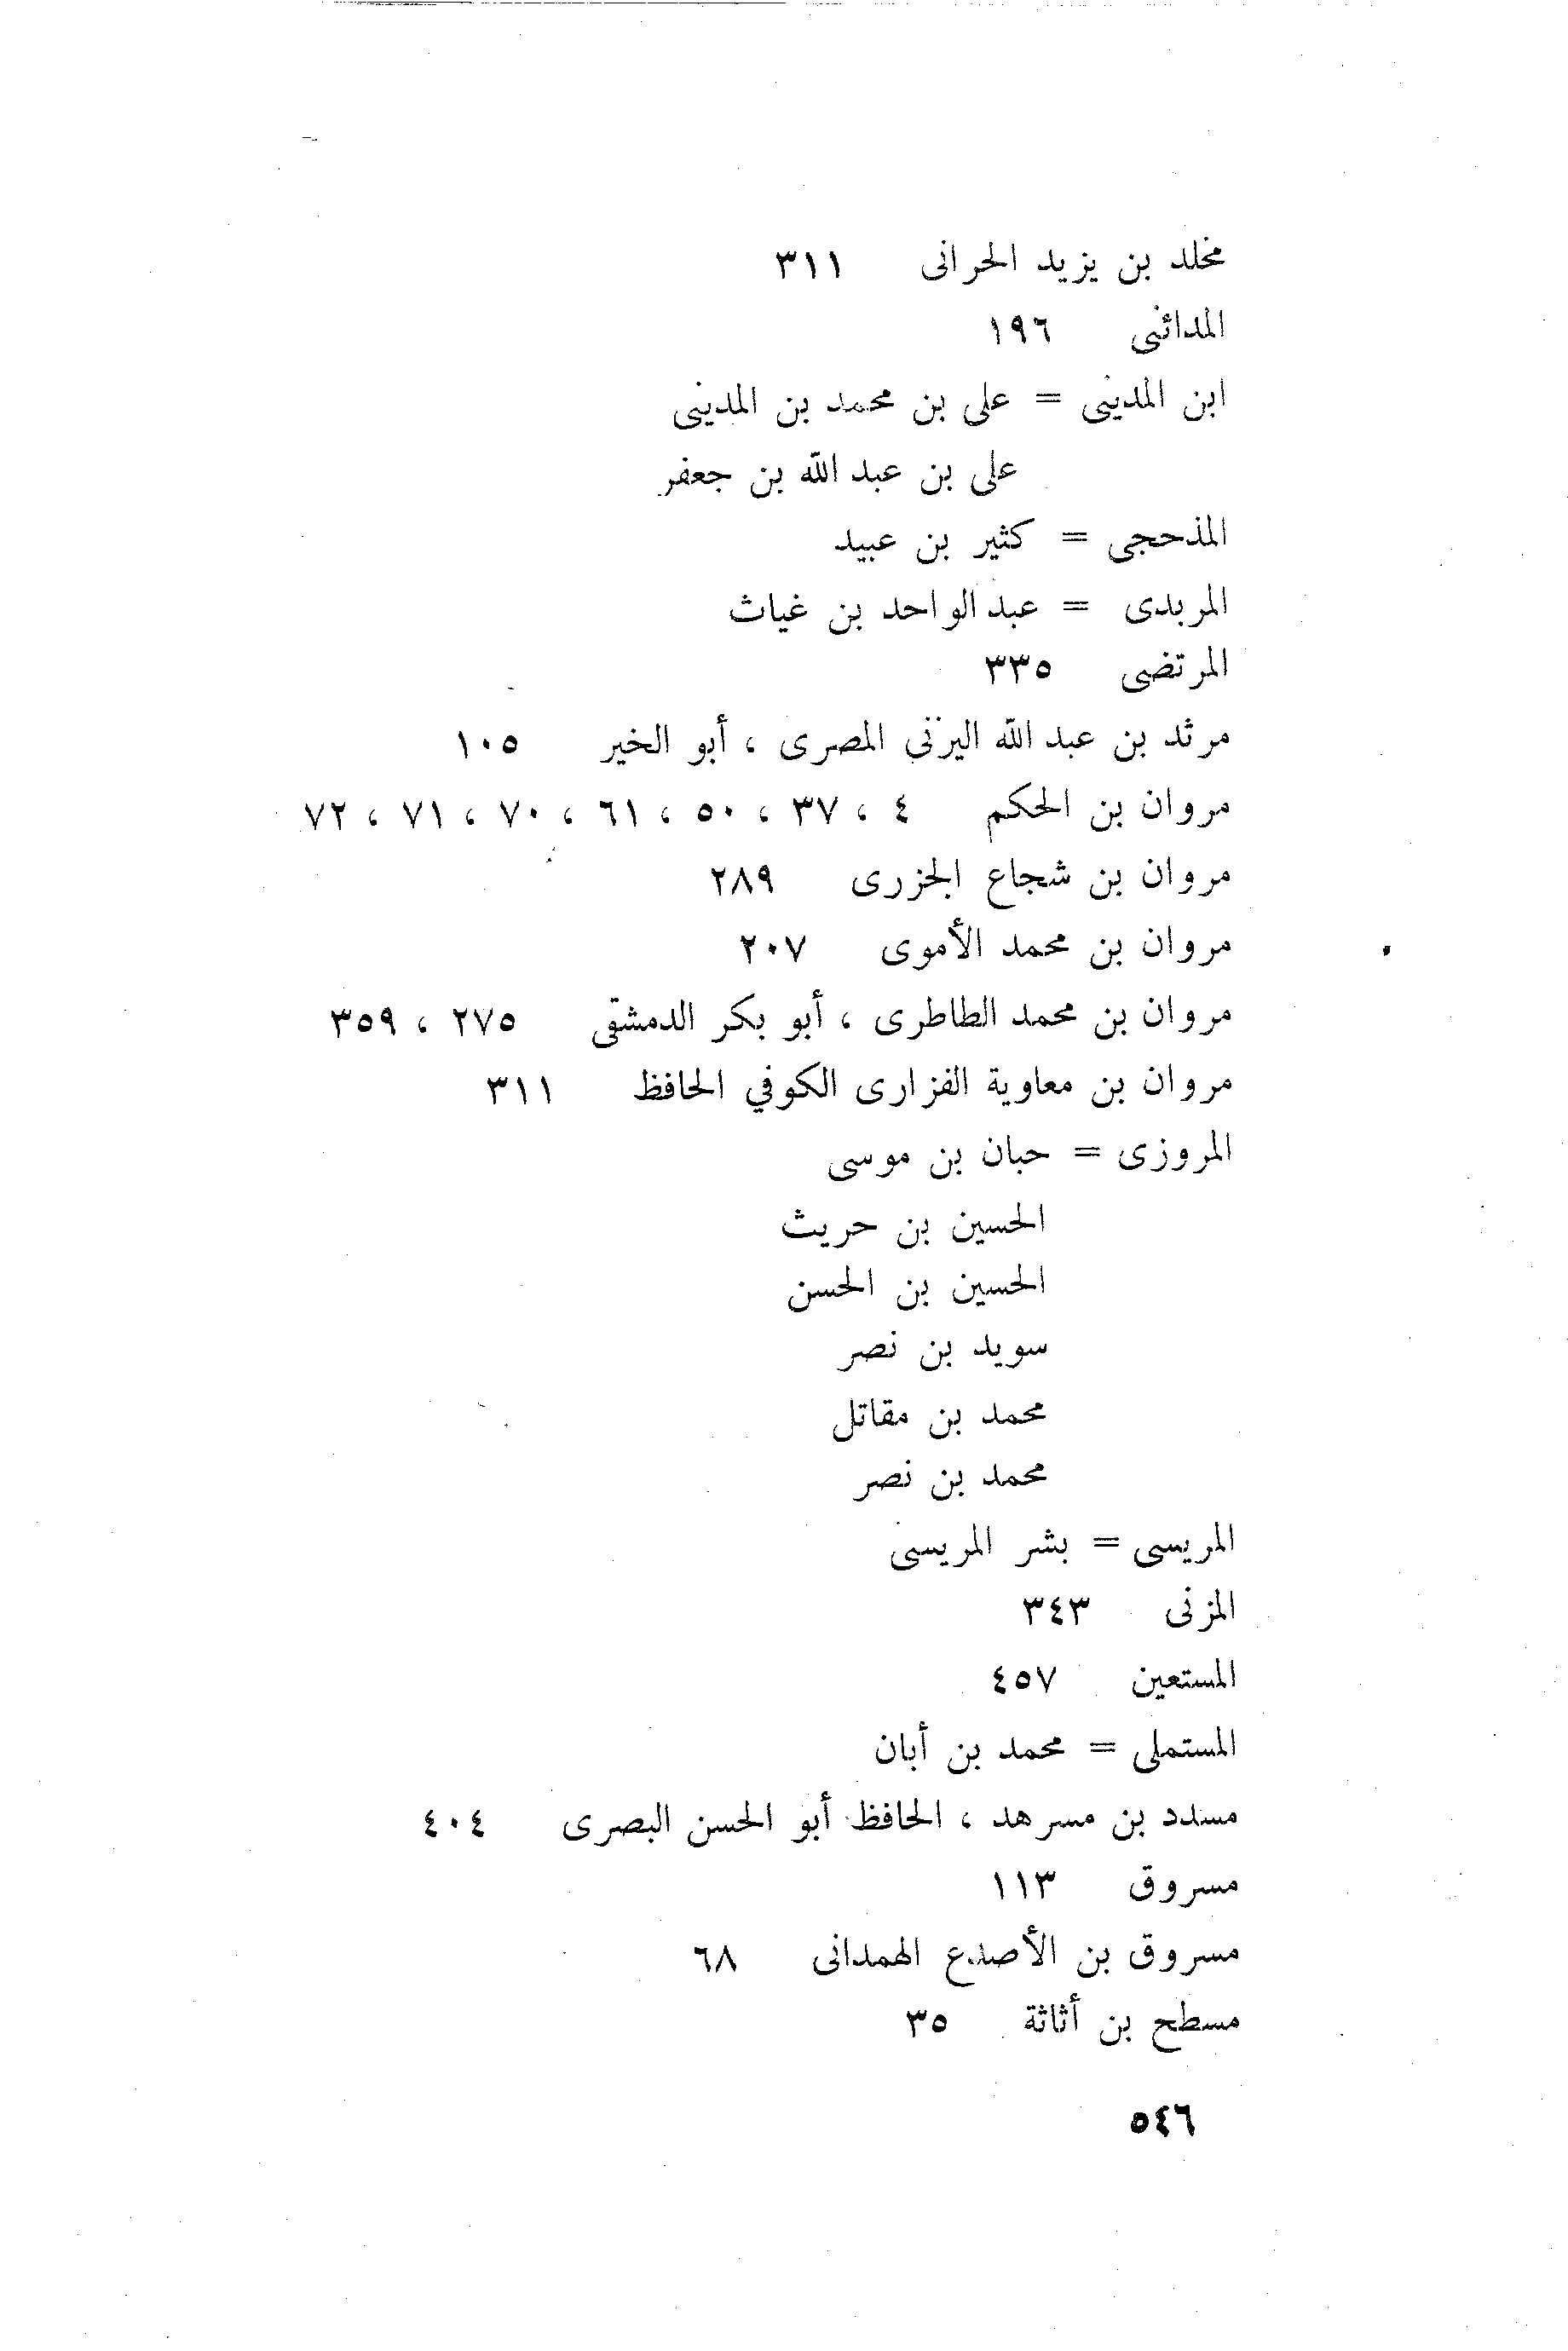 مخلد بن يزيد الحرانى ٣١١
المدائنى ١٩٦
ابن المدينى = على بن محمد بن المدينى
على بن عبد الله بن جعفر
المذحجى = كثير بن عبيد
المربدى = عبد الواحد بن غياث
المرتضى ٣٣٥
مرثد بن عبد الله اليزنى المصرى ، أبو الخير ١٠٥
مروان بن الحكم ٤ ، ٣٧ ، ٥٠ ، ٦١ ، ٧٠ ، ٧١ ، ٧٢
مروان بن شجاع الجزرى ٢٨٩
مروان بن محمد الأموى ٢٠٧
مروان بن محمد الطاطرى ، أبو بكر الدمشقى ٢٧٥ ، ٣٥٩
مروان بن معاوية الفزارى الكوفي الحافظ ٣١١
المروزى = حبان بن موسى
الحسين بن حريث
الحسين بن الحسن
سويد بن نصر
محمد بن مقاتل
محمد بن نصر
المريسى = بشر المريسى
المزنى ٣٤٣
المستعين ٤٥٧
المستملى = محمد بن أبان
مسدد بن مسرهد ، الحافظ أبو الحسن البصرى ٤٠٤
مسروق ١١٣
مسروق بن الأصدع الهمدانى ٦٨
مسطح بن أثاثة ٣٥
٥٤٦